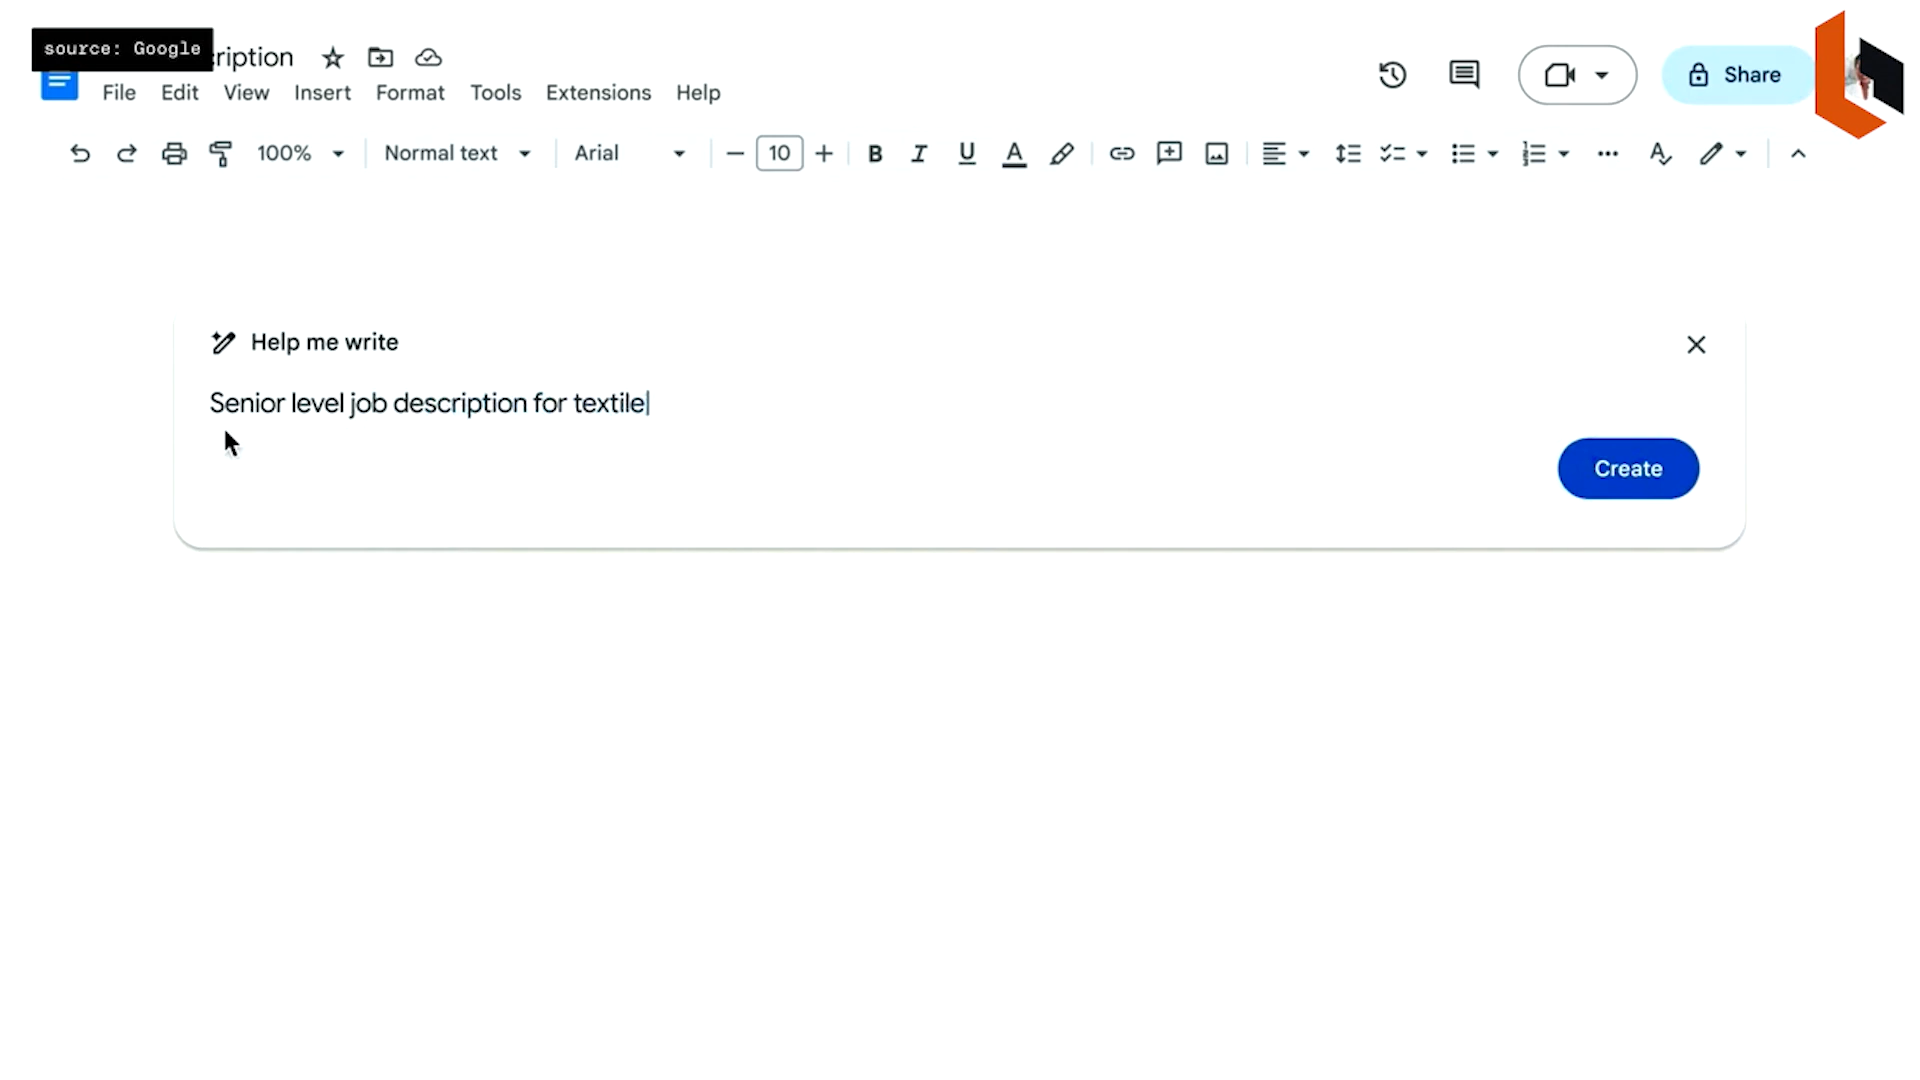 source: Google
cription
File Edit View Insert Format Tools Extensions Help
Share
100% Normal text Arial 10 B I U A
Help me write
Senior level job description for textile
Create